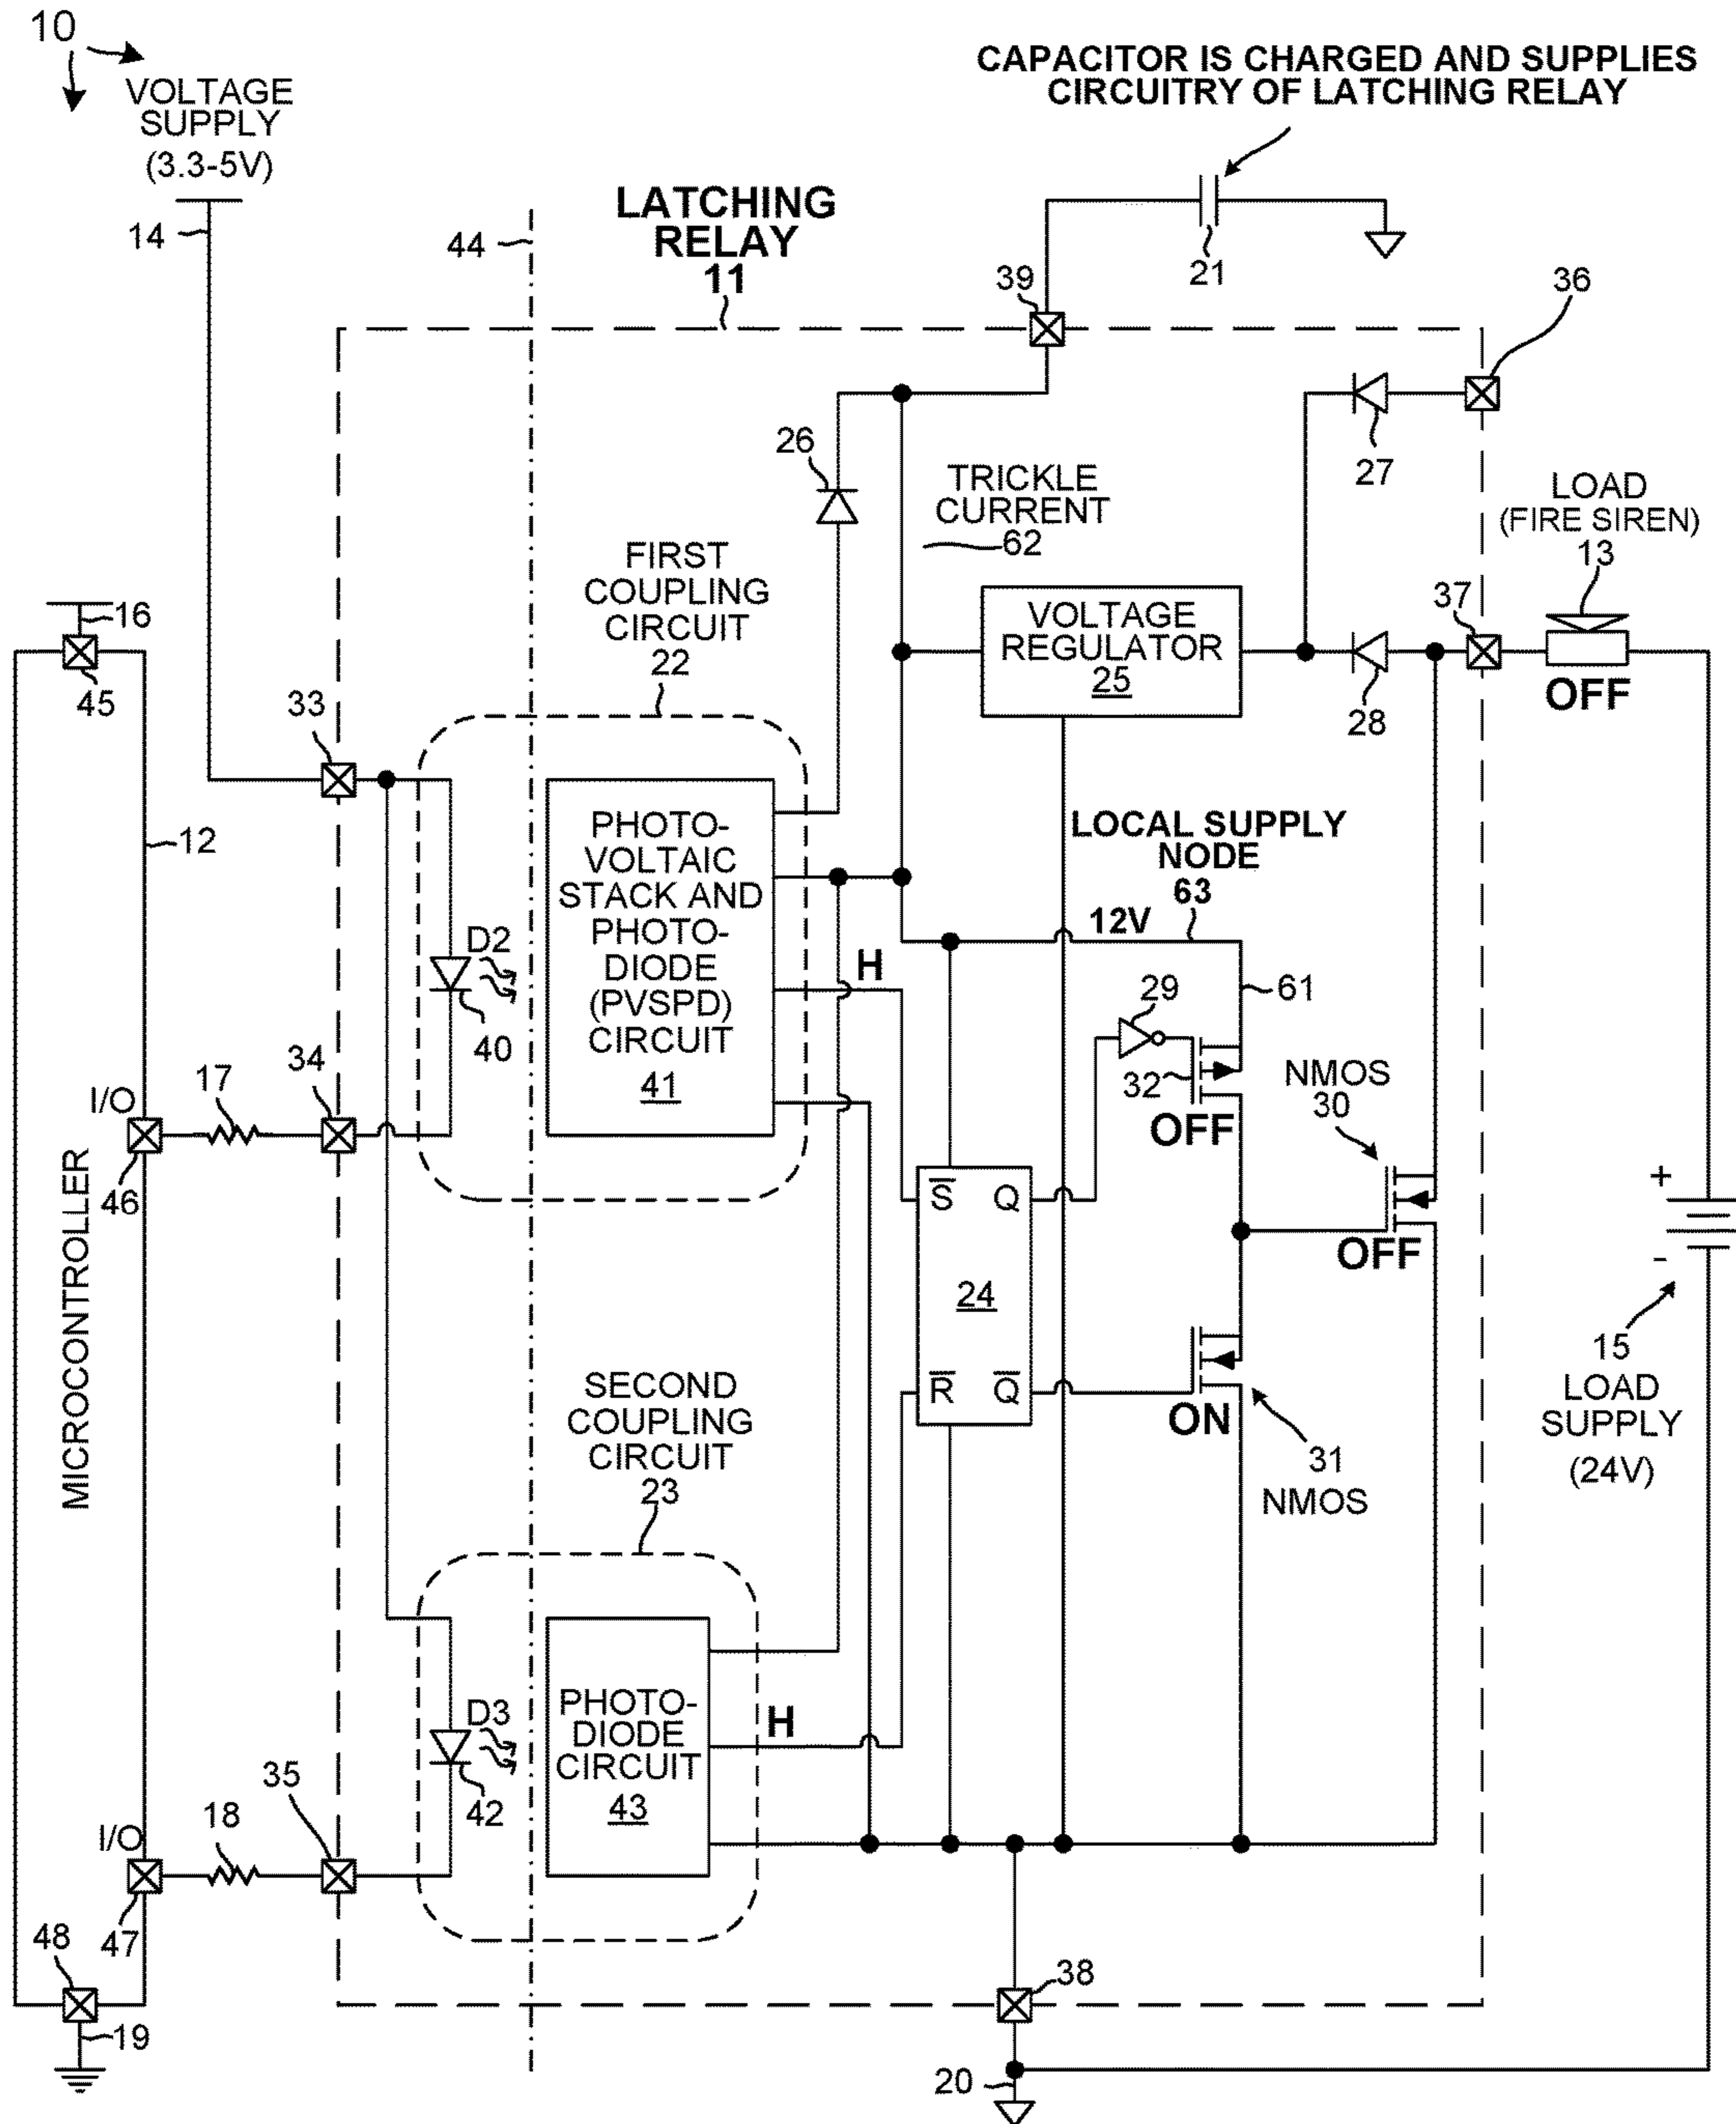 10
VOLTAGE
SUPPLY
(3.3-5V)
14
CAPACITOR IS CHARGED AND SUPPLIES
CIRCUITRY OF LATCHING RELAY
LATCHING
RELAY
11
44
21
39
36
26
27
TRICKLE
CURRENT
62
LOAD
(FIRE SIREN)
13
FIRST
COUPLING
CIRCUIT
22
16
45
37
VOLTAGE
REGULATOR
25
28
OFF
33
12
PHOTO-
VOLTAIC
STACK AND
PHOTO-
DIODE
(PVSPD)
CIRCUIT
41
LOCAL SUPPLY
NODE
63
12V
D2
40
H
29
61
32
OFF
NMOS
30
OFF
34
17
I/O
46
MICROCONTROLLER
S̅ Q
24
R̅ Q̅
ON
31
NMOS
+
-
15
LOAD
SUPPLY
(24V)
SECOND
COUPLING
CIRCUIT
23
PHOTO-
DIODE
CIRCUIT
43
D3
42
H
35
18
I/O
47
48
19
38
20